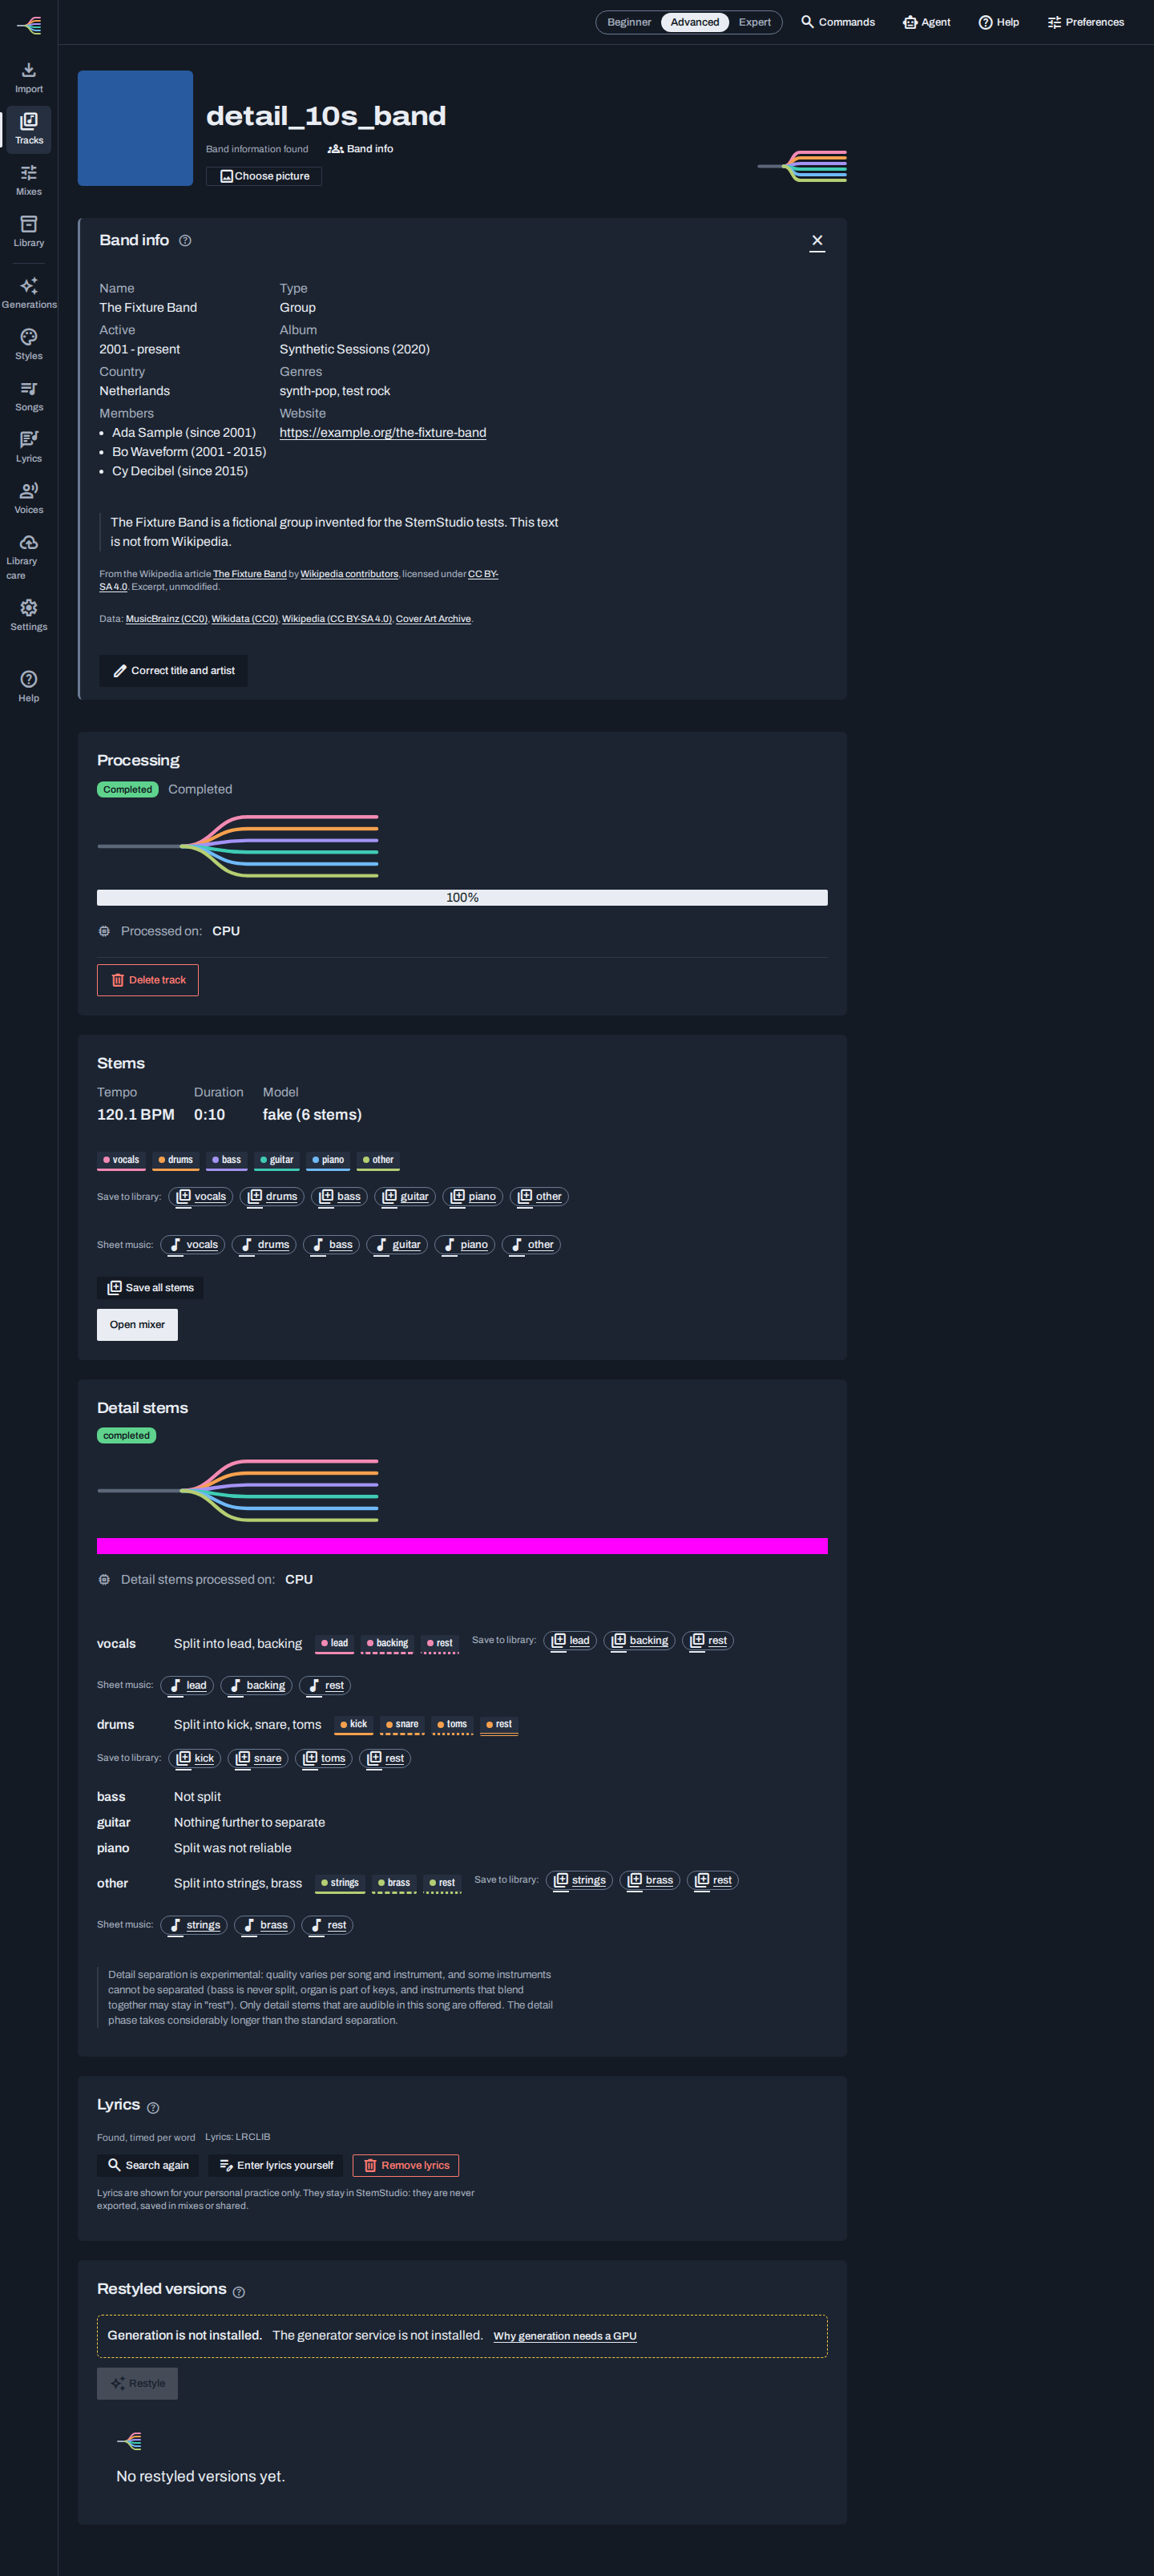 Beginner Advanced Expert Commands Agent Help Preferences
Import
Tracks
Mixes
Library
Generations
Styles
Songs
Lyrics
Voices
Library
care
Settings
Help
detail_10s_band
Band information found Band info
Choose picture
Band info
Name Type
The Fixture Band Group
Active Album
2001 - present Synthetic Sessions (2020)
Country Genres
Netherlands synth-pop, test rock
Members Website
Ada Sample (since 2001) https://example.org/the-fixture-band
Bo Waveform (2001 - 2015)
Cy Decibel (since 2015)
The Fixture Band is a fictional group invented for the StemStudio tests. This text
is not from Wikipedia.
From the Wikipedia article The Fixture Band by Wikipedia contributors, licensed under CC BY-
SA 4.0. Excerpt, unmodified.
Data: MusicBrainz (CC0), Wikidata (CC0), Wikipedia (CC BY-SA 4.0), Cover Art Archive.
Correct title and artist
Processing
Completed Completed
100%
Processed on: CPU
Delete track
Stems
Tempo Duration Model
120.1 BPM 0:10 fake (6 stems)
vocals drums bass guitar piano other
Save to library: vocals drums bass guitar piano other
Sheet music: vocals drums bass guitar piano other
Save all stems
Open mixer
Detail stems
completed
Detail stems processed on: CPU
vocals Split into lead, backing lead backing rest Save to library: lead backing rest
Sheet music: lead backing rest
drums Split into kick, snare, toms kick snare toms rest
Save to library: kick snare toms rest
bass Not split
guitar Nothing further to separate
piano Split was not reliable
other Split into strings, brass strings brass rest Save to library: strings brass rest
Sheet music: strings brass rest
Detail separation is experimental: quality varies per song and instrument, and some instruments
cannot be separated (bass is never split, organ is part of keys, and instruments that blend
together may stay in "rest"). Only detail stems that are audible in this song are offered. The detail
phase takes considerably longer than the standard separation.
Lyrics
Found, timed per word Lyrics: LRCLIB
Search again Enter lyrics yourself Remove lyrics
Lyrics are shown for your personal practice only. They stay in StemStudio: they are never
exported, saved in mixes or shared.
Restyled versions
Generation is not installed. The generator service is not installed. Why generation needs a GPU
Restyle
No restyled versions yet.